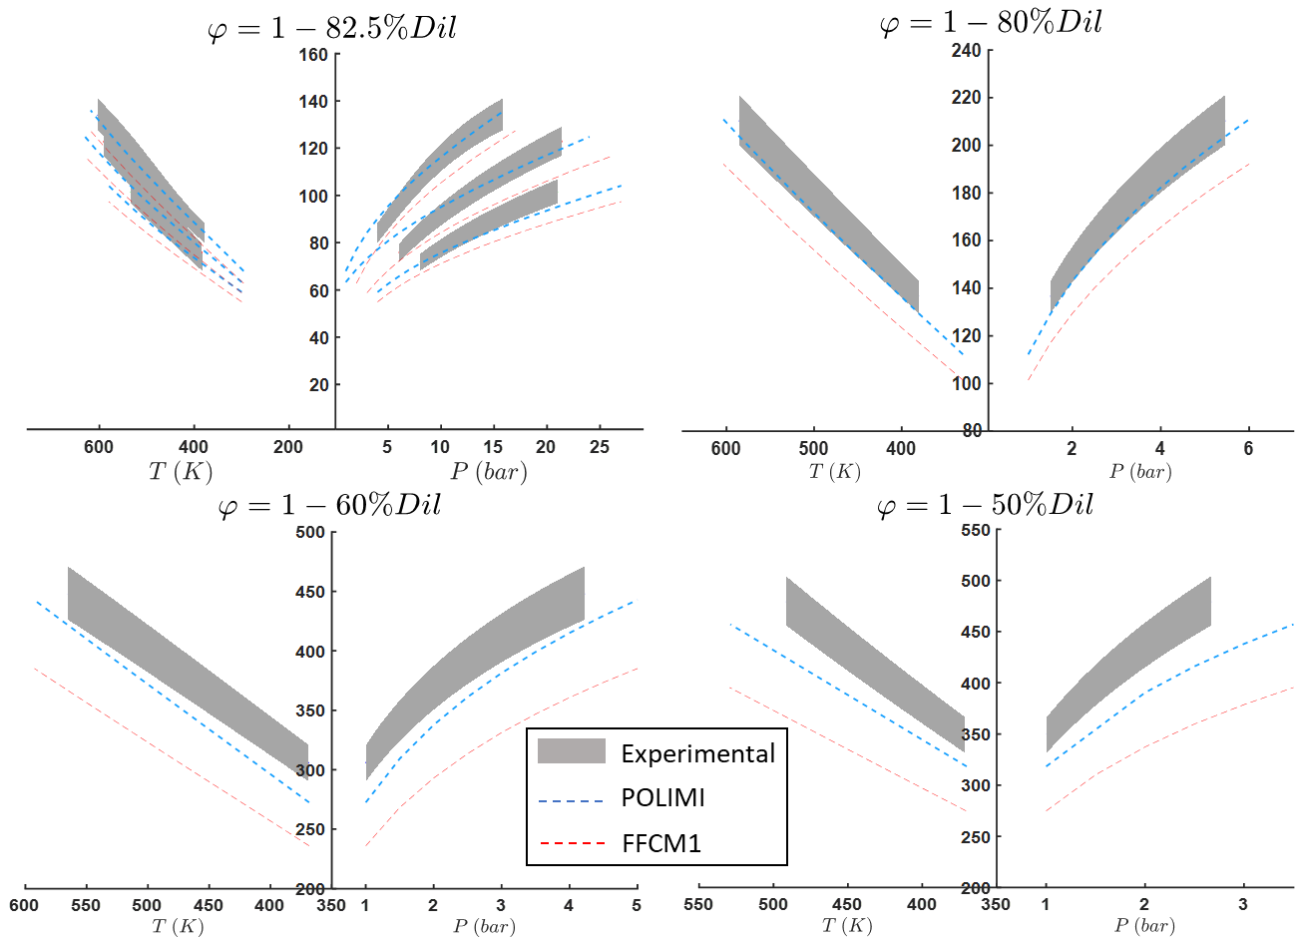 φ = 1 − 82.5%Dil
160
140
120
100
80
60
40
20
600 400 200 5 10 15 20 25
T (K) P (bar)
φ = 1 − 80%Dil
240
220
200
180
160
140
120
100
80
600 500 400 2 4 6
T (K) P (bar)
φ = 1 − 60%Dil
500
450
400
350
300
250
200
600 550 500 450 400 350 1 2 3 4 5
T (K) P (bar)
φ = 1 − 50%Dil
550
500
450
400
350
300
250
200
550 500 450 400 350 1 2 3
T (K) P (bar)
Experimental
POLIMI
FFCM1